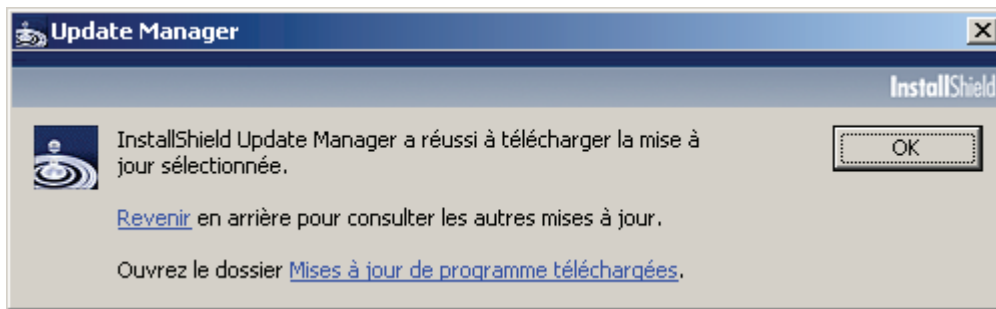 Update Manager
InstallShield
InstallShield Update Manager a réussi à télécharger la mise à
jour sélectionnée.
OK
Revenir en arrière pour consulter les autres mises à jour.
Ouvrez le dossier Mises à jour de programme téléchargées.